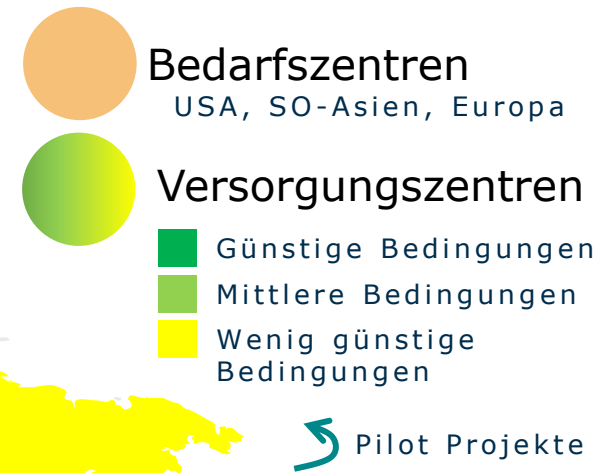 Bedarfszentren
USA, SO-Asien, Europa
Versorgungszentren
Günstige Bedingungen
Mittlere Bedingungen
Wenig günstige
Bedingungen
Pilot Projekte